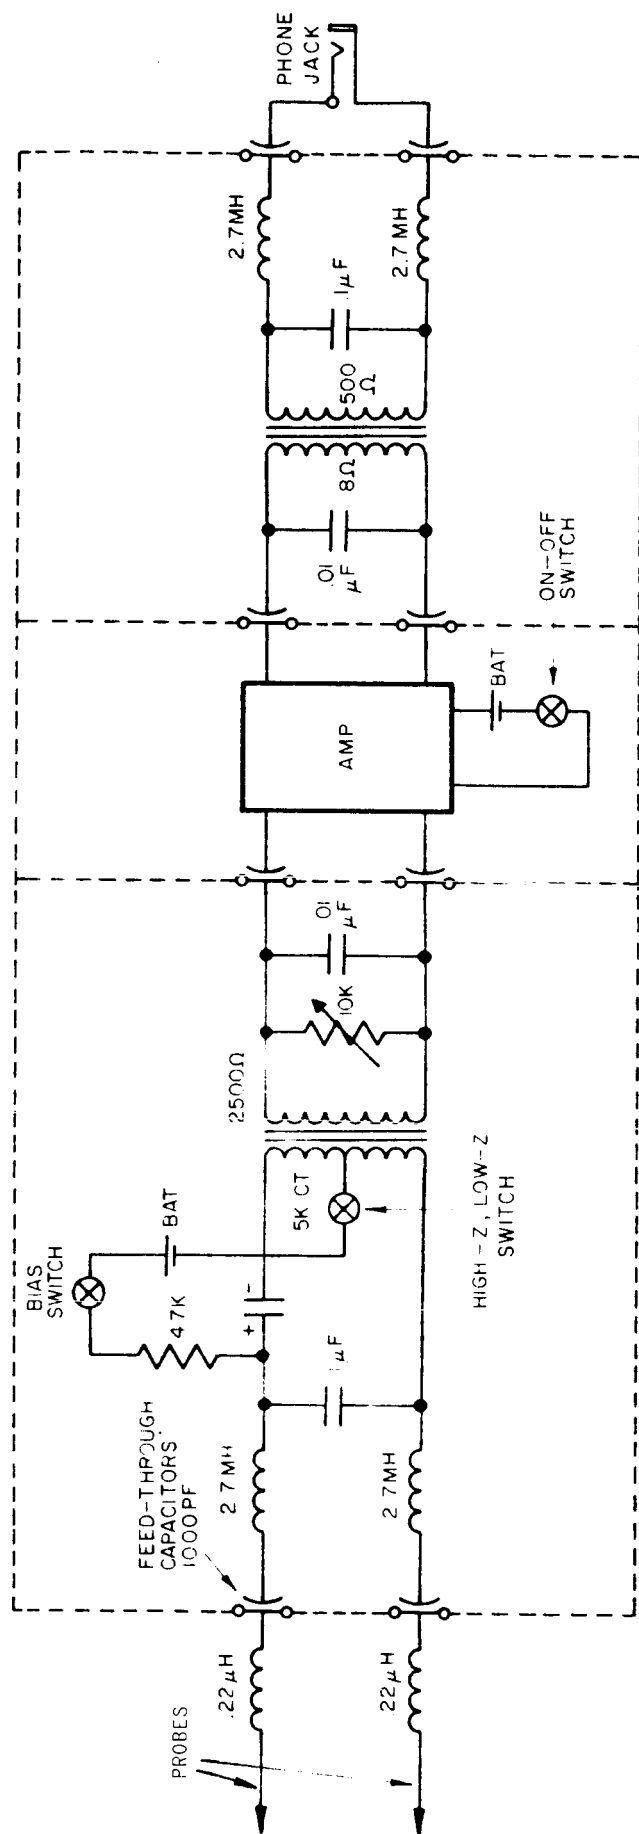 PROBES
.22μH
.22μH
FEED-THROUGH
CAPACITORS
1000PF
2.7MH
2.7MH
BIAS
SWITCH
47K
BAT
+
-
1μF
5K CT
HIGH-Z, LOW-Z
SWITCH
2500Ω
10K
.01
μF
AMP
BAT
ON-OFF
SWITCH
.01
μF
8Ω
500
Ω
.1μF
2.7MH
2.7MH
PHONE
JACK